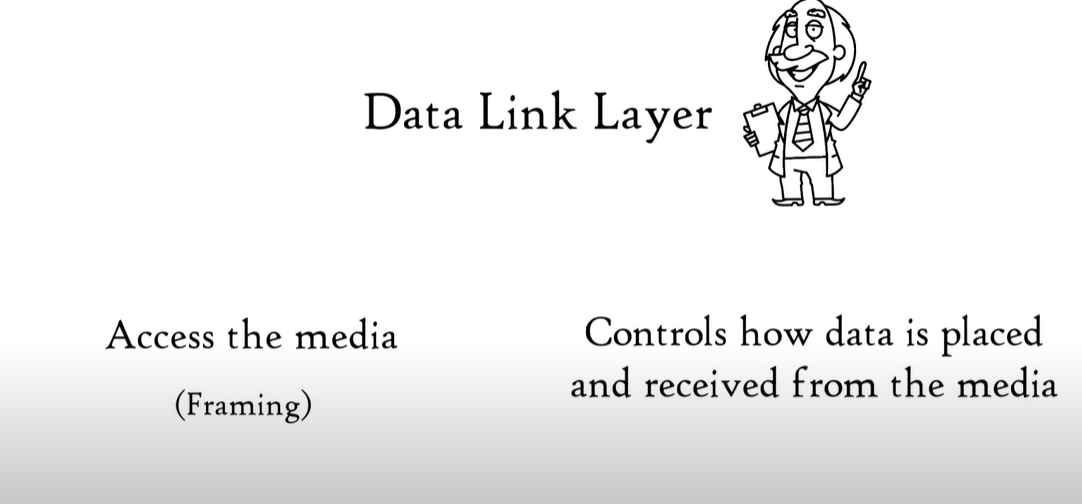 Data Link Layer
Access the media
(Framing)
Controls how data is placed
and received from the media